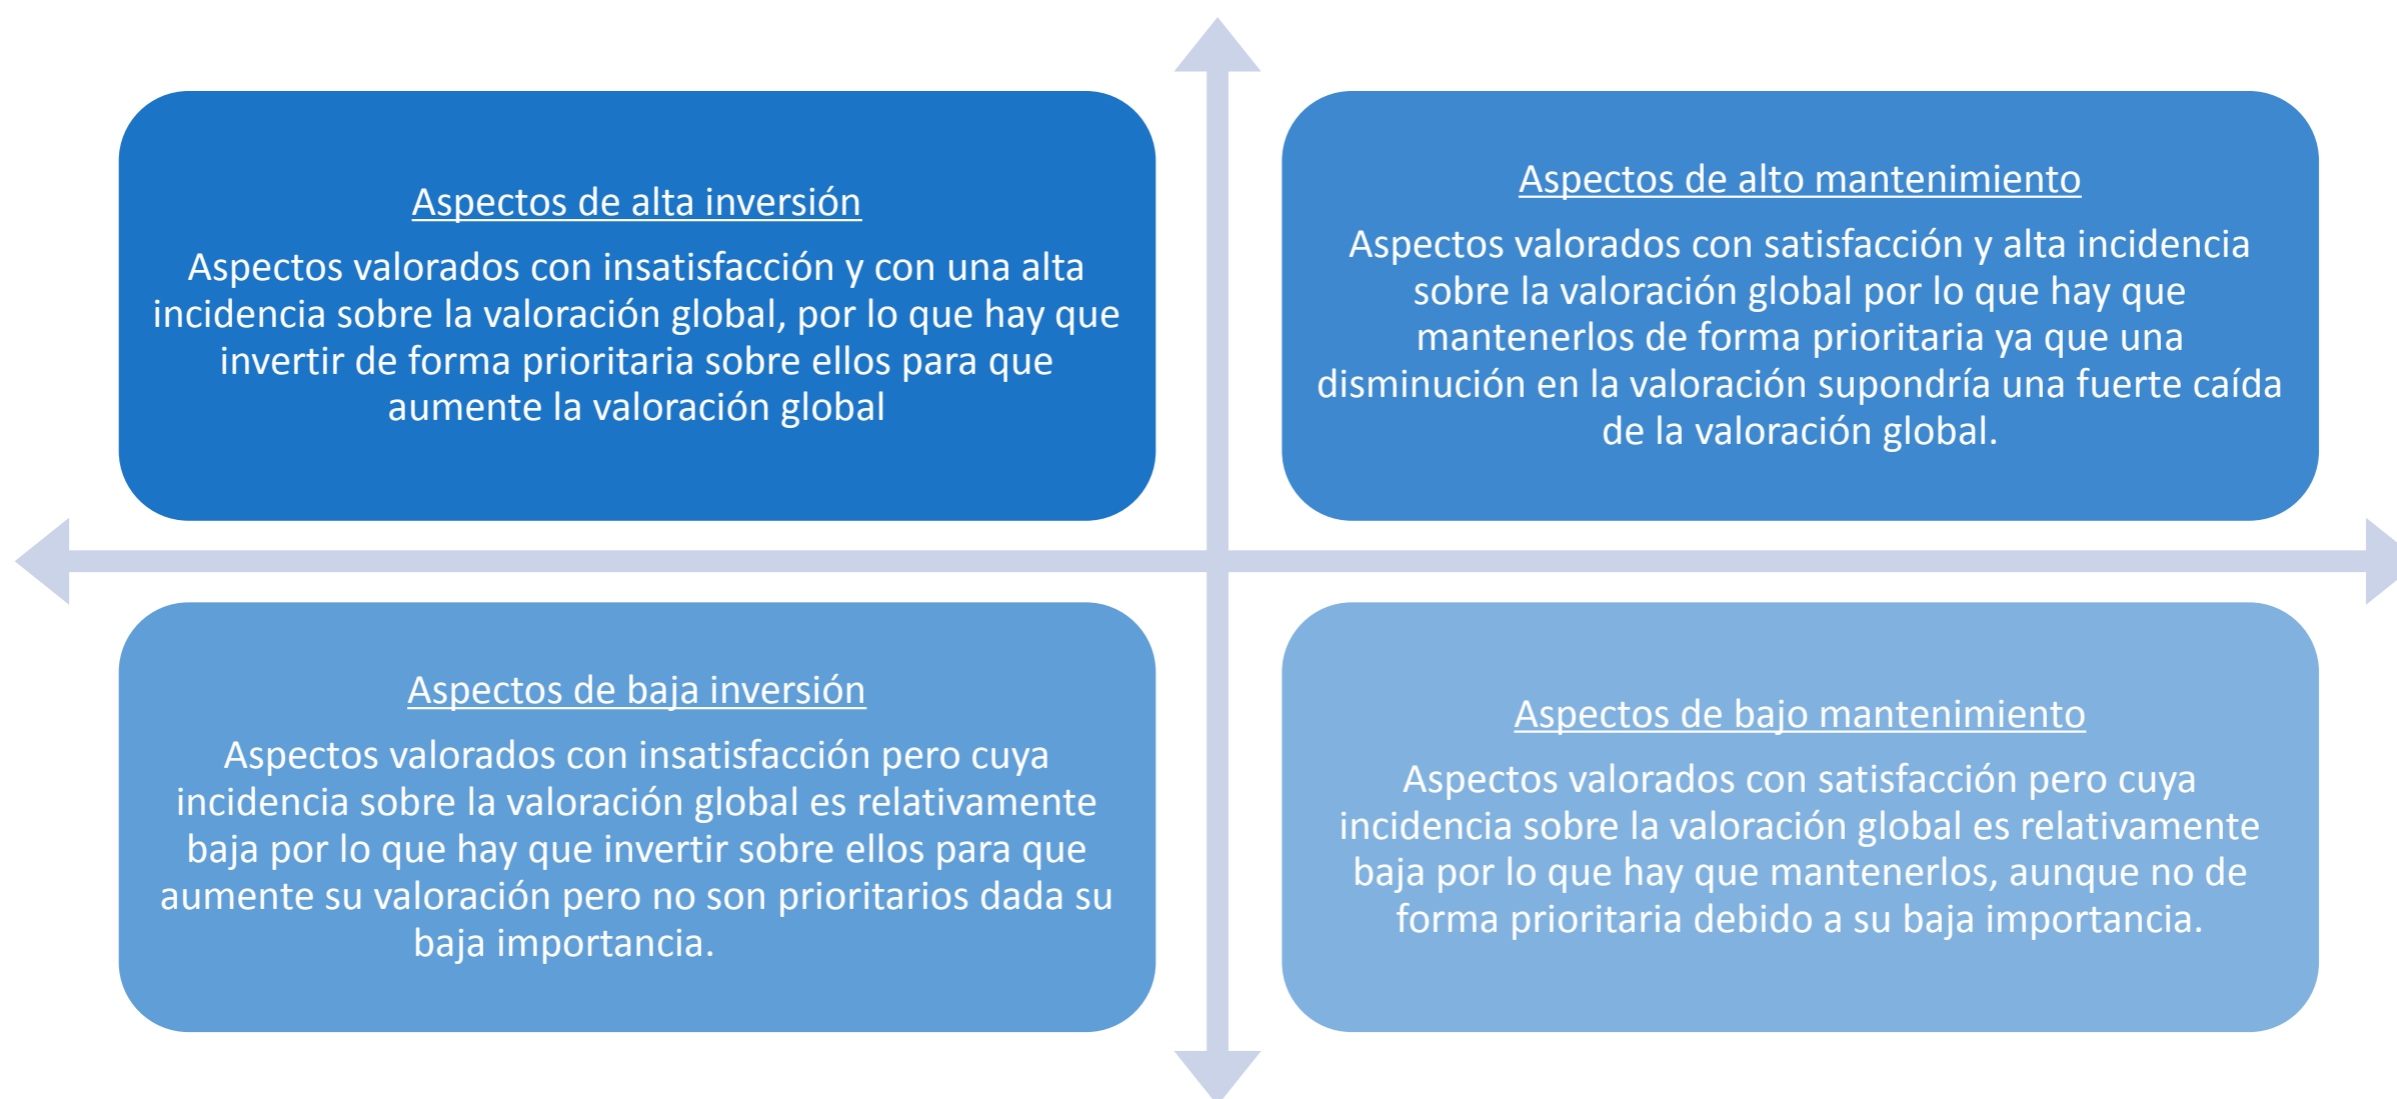 Aspectos de alta inversión
Aspectos valorados con insatisfacción y con una alta
incidencia sobre la valoración global, por lo que hay que
invertir de forma prioritaria sobre ellos para que
aumente la valoración global
Aspectos de alto mantenimiento
Aspectos valorados con satisfacción y alta incidencia
sobre la valoración global por lo que hay que
mantenerlos de forma prioritaria ya que una
disminución en la valoración supondría una fuerte caída
de la valoración global.
Aspectos de baja inversión
Aspectos valorados con insatisfacción pero cuya
incidencia sobre la valoración global es relativamente
baja por lo que hay que invertir sobre ellos para que
aumente su valoración pero no son prioritarios dada su
baja importancia.
Aspectos de bajo mantenimiento
Aspectos valorados con satisfacción pero cuya
incidencia sobre la valoración global es relativamente
baja por lo que hay que mantenerlos, aunque no de
forma prioritaria debido a su baja importancia.